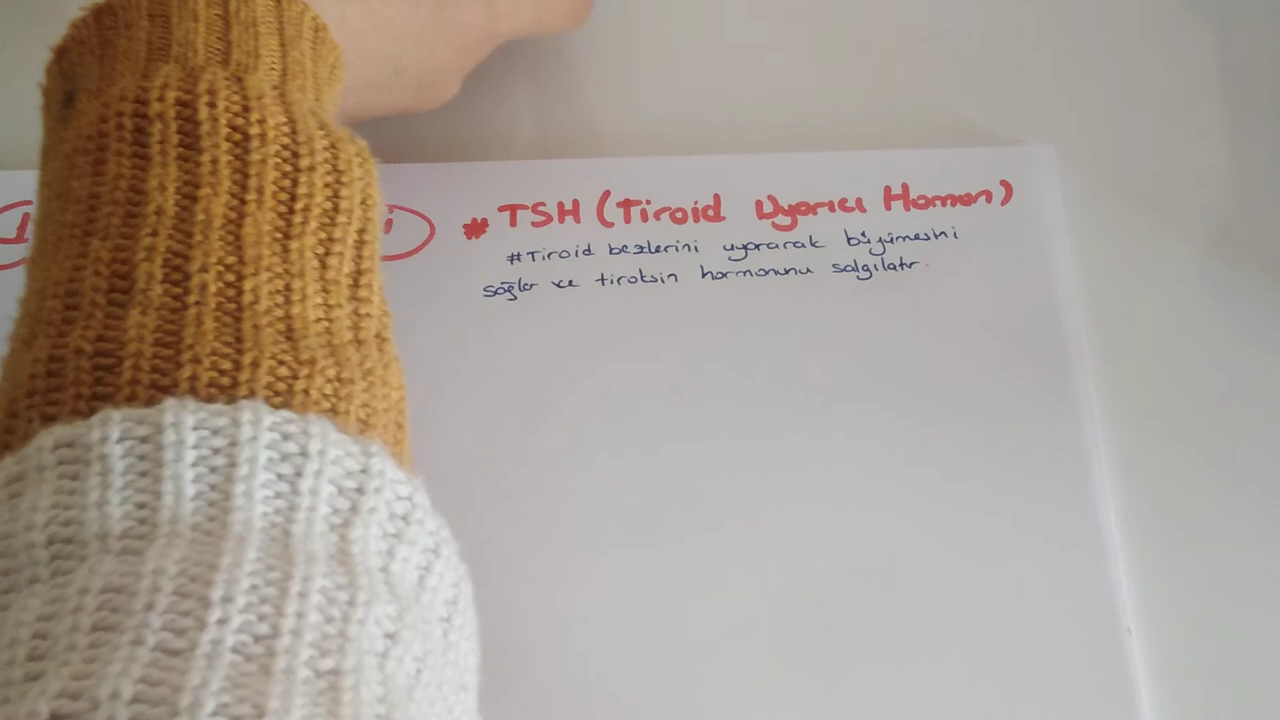 # TSH (Tiroid Uyarıcı Hormon)
#Tiroid bezlerini uyararak büyümesini
sağlar ve tiroksin hormonunu salgılatır.